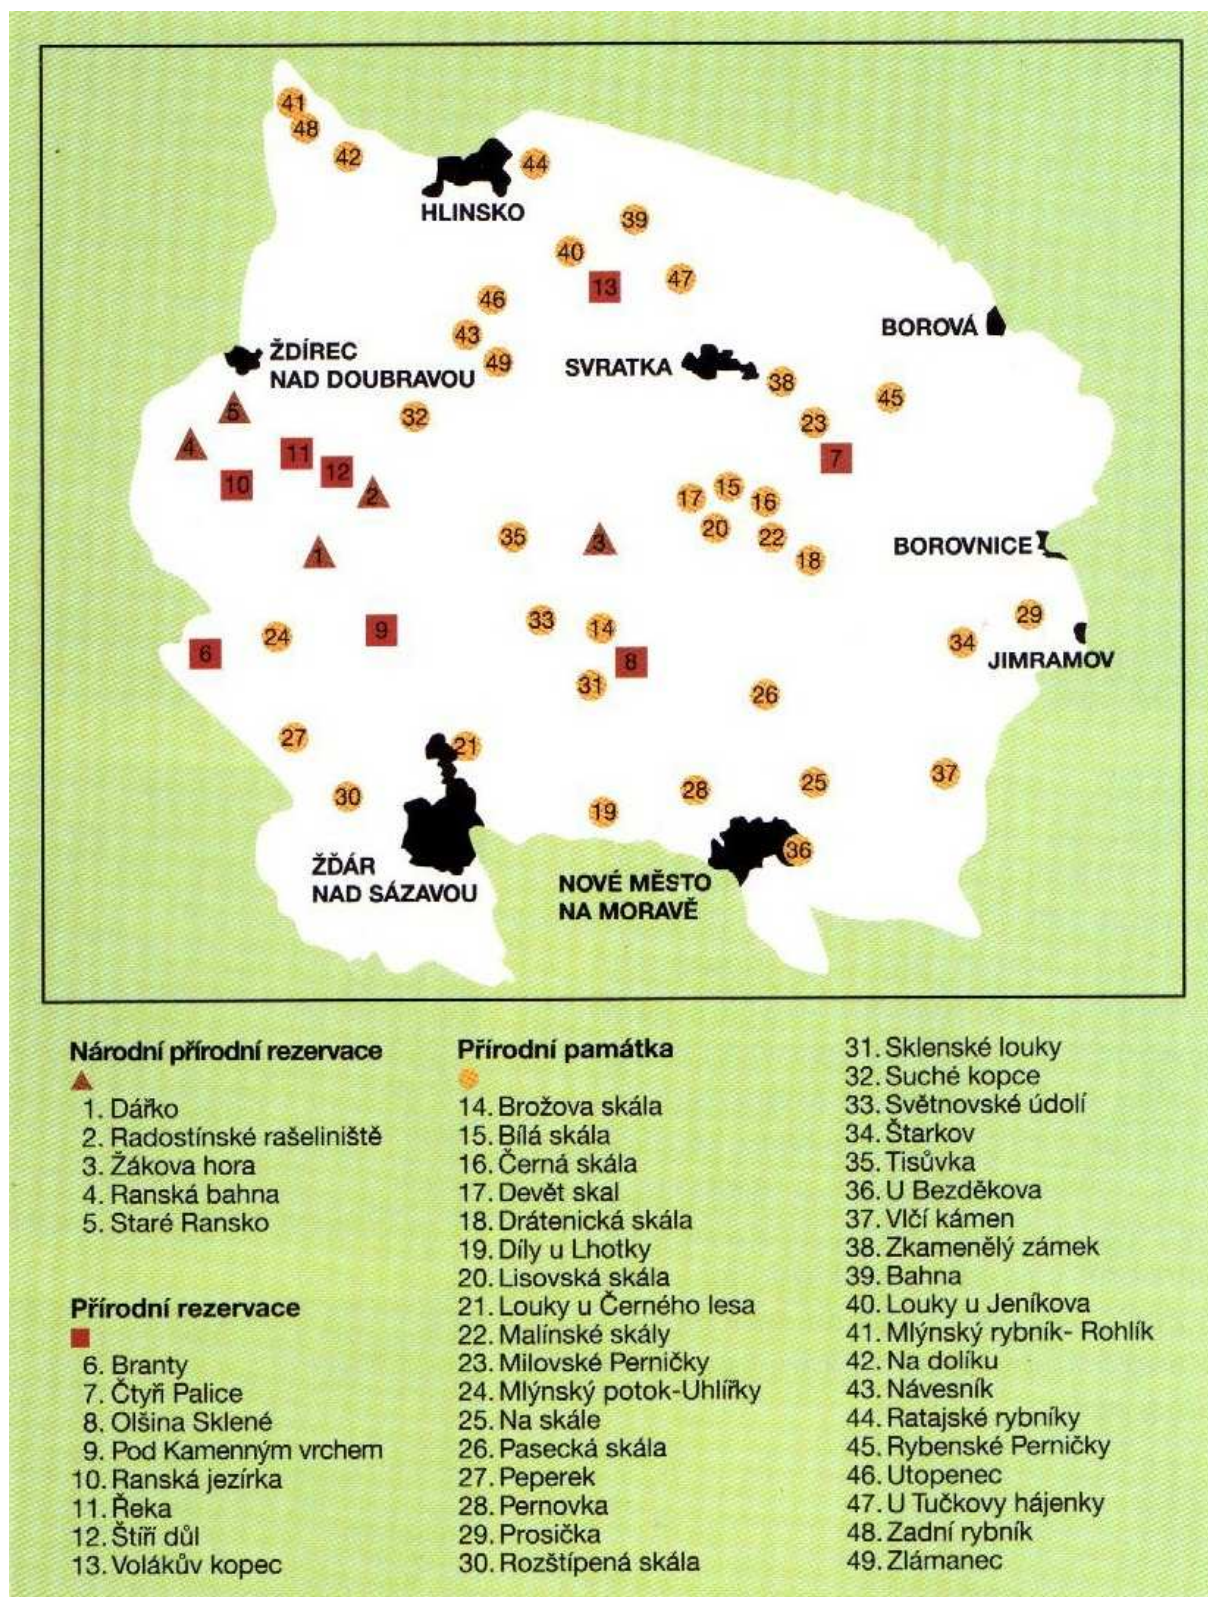 41
48
42
44
HLINSKO
39
40
47
13
46
43
49
BOROVÁ
ŽDÍREC
NAD DOUBRAVOU
SVRATKA
38
45
5
32
23
4
11
7
10
12
2
17
15
16
20
22
35
3
1
18
BOROVNICE
29
33
14
24
9
34
6
8
JIMRAMOV
31
26
27
21
37
25
28
30
19
36
ŽĎÁR
NAD SÁZAVOU
NOVÉ MĚSTO
NA MORAVĚ
Národní přírodní rezervace
1. Dářko
2. Radostínské rašeliniště
3. Žákova hora
4. Ranská bahna
5. Staré Ransko
Přírodní rezervace
6. Branty
7. Čtyři Palice
8. Olšina Sklené
9. Pod Kamenným vrchem
10. Ranská jezírka
11. Řeka
12. Štíří důl
13. Volákův kopec
Přírodní památka
14. Brožova skála
15. Bílá skála
16. Černá skála
17. Devět skal
18. Drátenická skála
19. Díly u Lhotky
20. Lisovská skála
21. Louky u Černého lesa
22. Malínské skály
23. Milovské Perničky
24. Mlýnský potok-Uhlířky
25. Na skále
26. Pasecká skála
27. Peperek
28. Pernovka
29. Prosička
30. Rozštípená skála
31. Sklenské louky
32. Suché kopce
33. Světnovské údolí
34. Štarkov
35. Tisůvka
36. U Bezděkova
37. Vlčí kámen
38. Zkamenělý zámek
39. Bahna
40. Louky u Jeníkova
41. Mlýnský rybník- Rohlík
42. Na dolíku
43. Návesník
44. Ratajské rybníky
45. Rybenské Perničky
46. Utopenec
47. U Tučkovy hájenky
48. Zadní rybník
49. Zlámanec